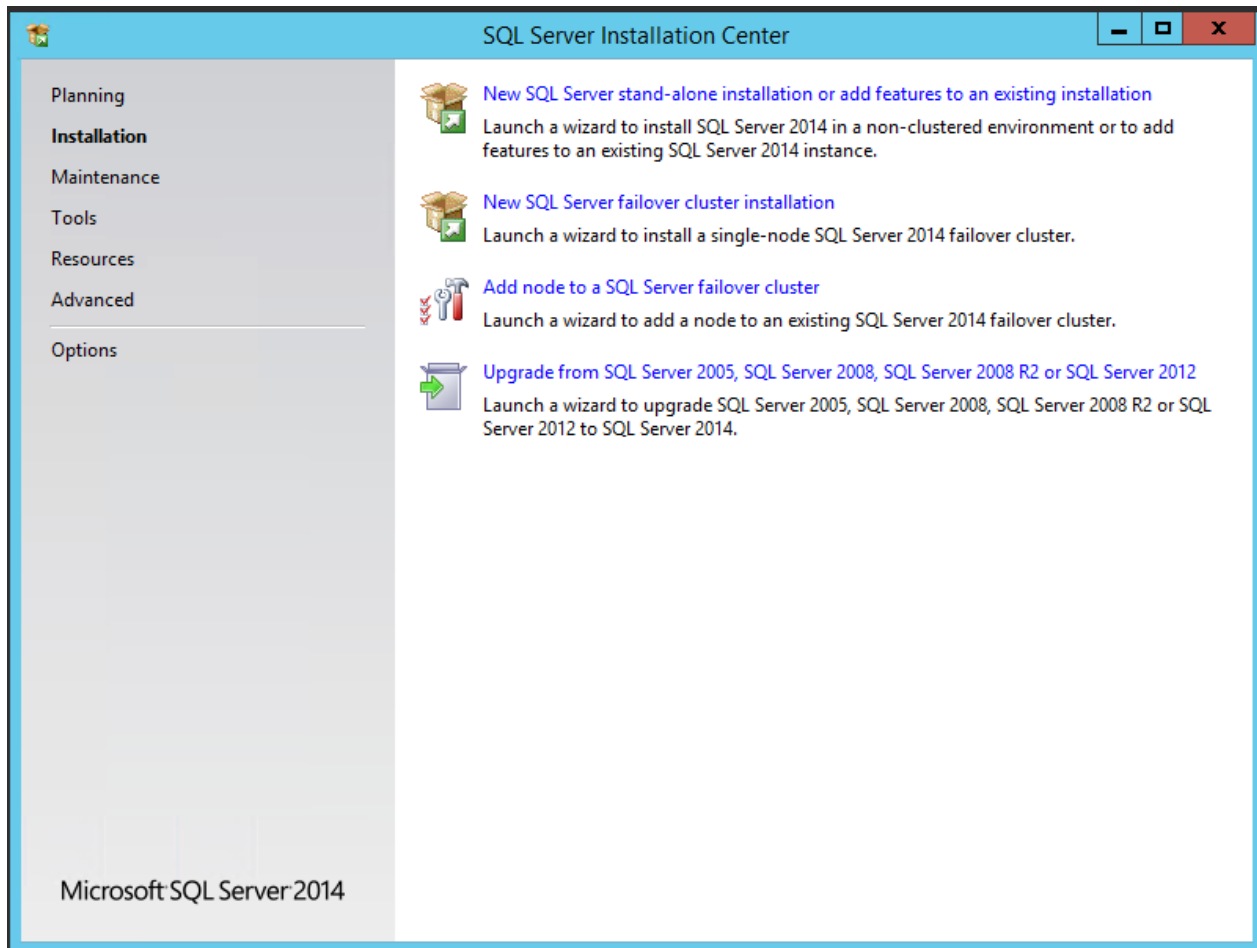 SQL Server Installation Center
Planning
Installation
Maintenance
Tools
Resources
Advanced
Options
Microsoft SQL Server 2014
New SQL Server stand-alone installation or add features to an existing installation
Launch a wizard to install SQL Server 2014 in a non-clustered environment or to add
features to an existing SQL Server 2014 instance.
New SQL Server failover cluster installation
Launch a wizard to install a single-node SQL Server 2014 failover cluster.
Add node to a SQL Server failover cluster
Launch a wizard to add a node to an existing SQL Server 2014 failover cluster.
Upgrade from SQL Server 2005, SQL Server 2008, SQL Server 2008 R2 or SQL Server 2012
Launch a wizard to upgrade SQL Server 2005, SQL Server 2008, SQL Server 2008 R2 or SQL
Server 2012 to SQL Server 2014.